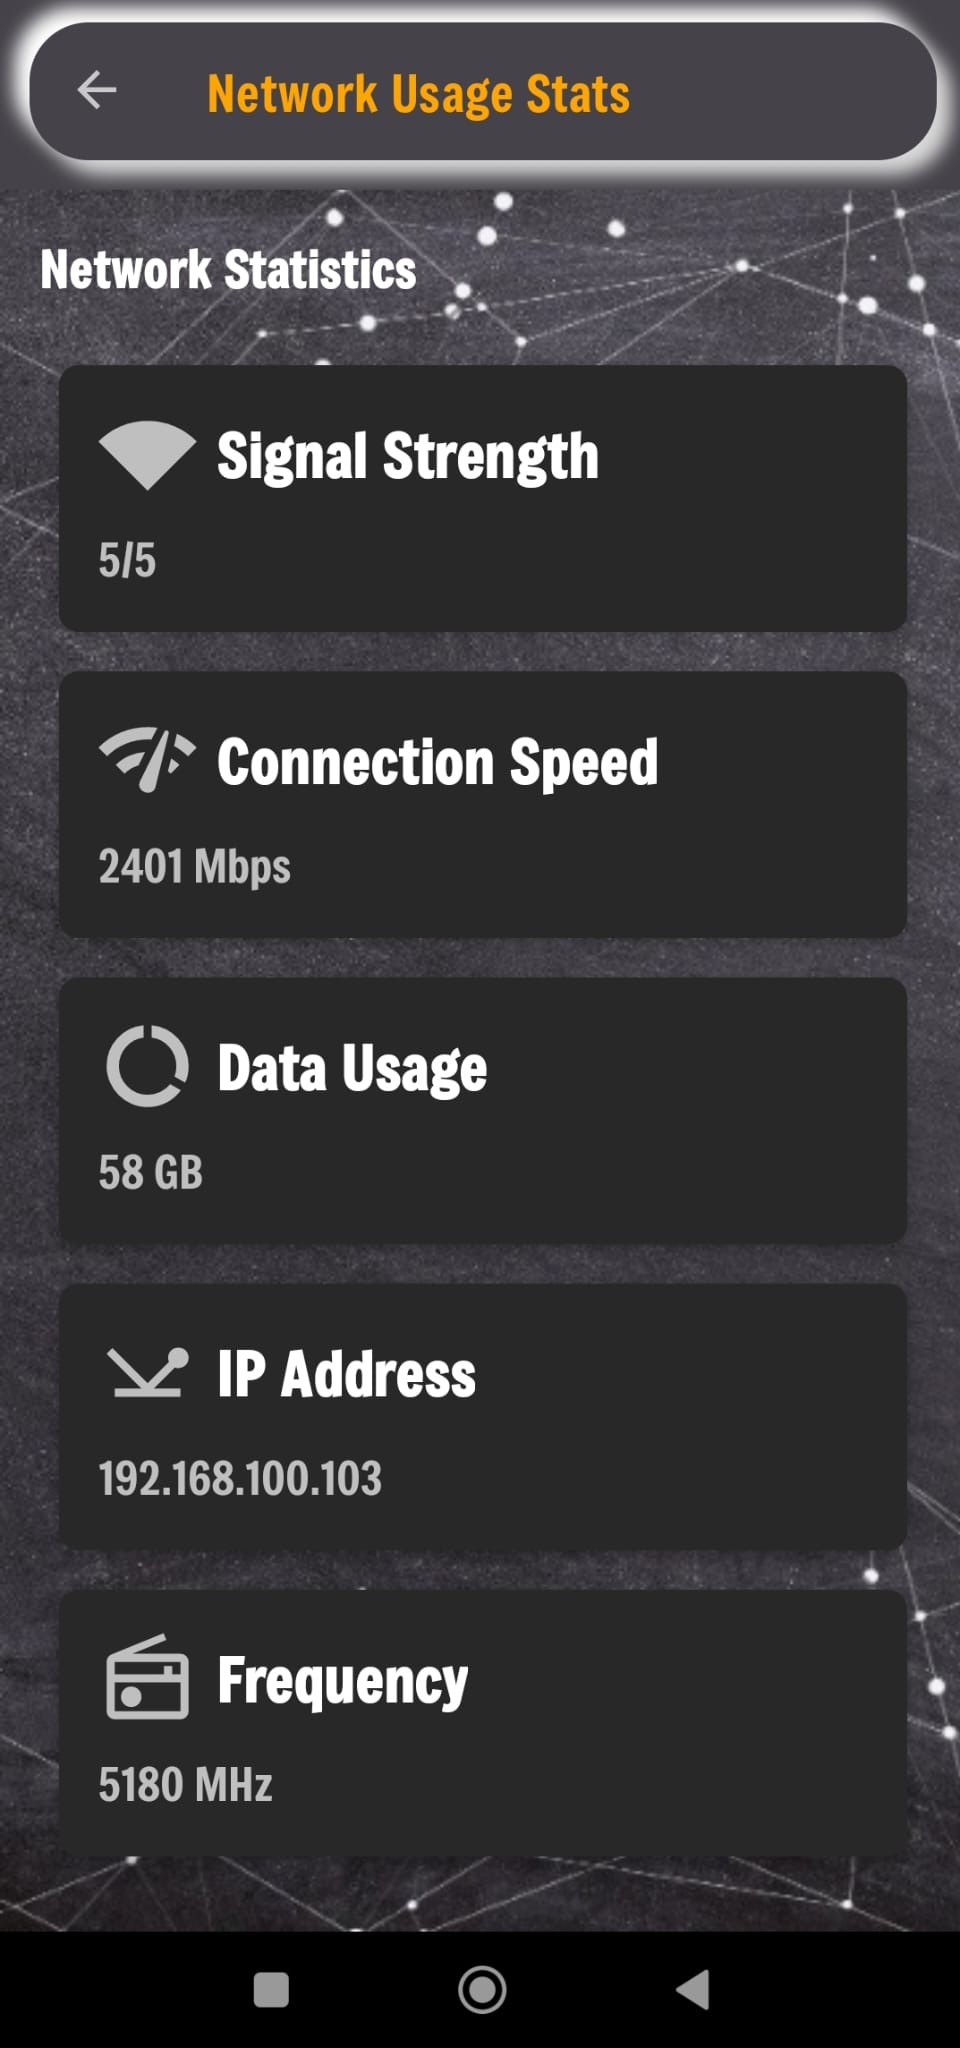 Network Usage Stats
Network Statistics
Signal Strength
5/5
Connection Speed
2401 Mbps
Data Usage
58 GB
IP Address
192.168.100.103
Frequency
5180 MHz